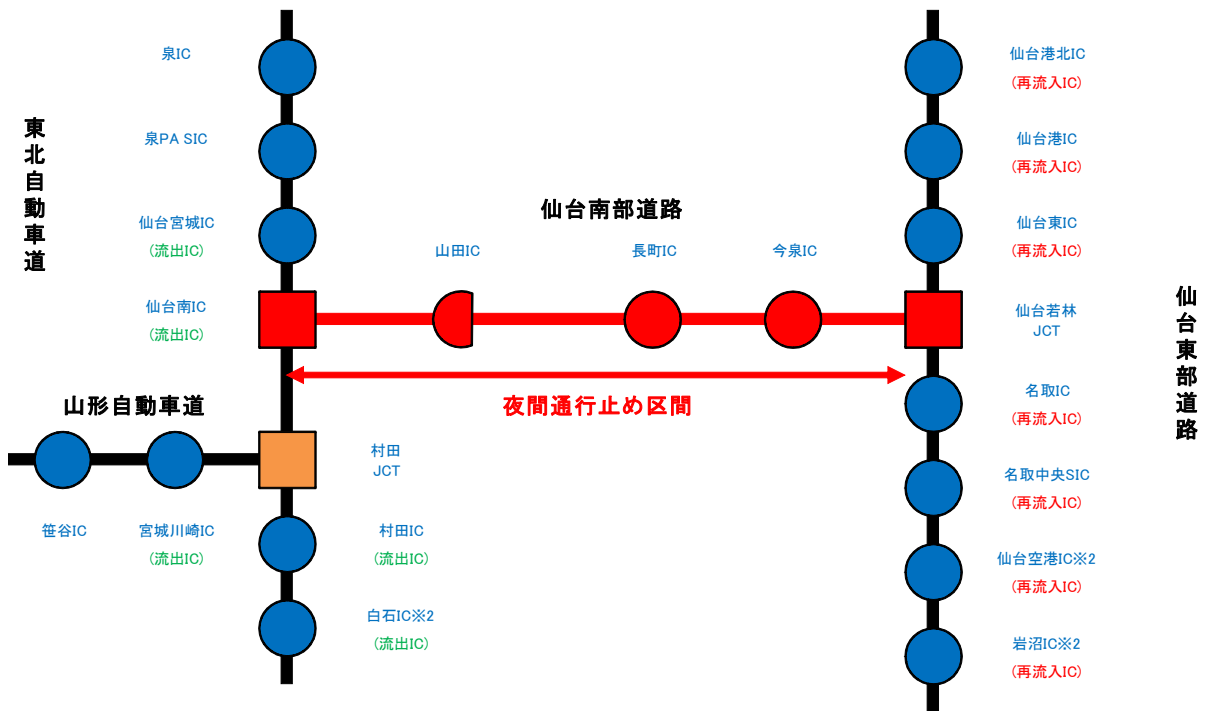 東北自動車道
泉IC
泉PA SIC
仙台宮城IC
(流出IC)
仙台南IC
(流出IC)
仙台南部道路
山田IC
長町IC
今泉IC
夜間通行止め区間
山形自動車道
笹谷IC
宮城川崎IC
(流出IC)
村田
JCT
村田IC
(流出IC)
白石IC※2
(流出IC)
仙台港北IC
(再流入IC)
仙台港IC
(再流入IC)
仙台東IC
(再流入IC)
仙台若林
JCT
名取IC
(再流入IC)
名取中央SIC
(再流入IC)
仙台空港IC※2
(再流入IC)
岩沼IC※2
(再流入IC)
仙台東部道路